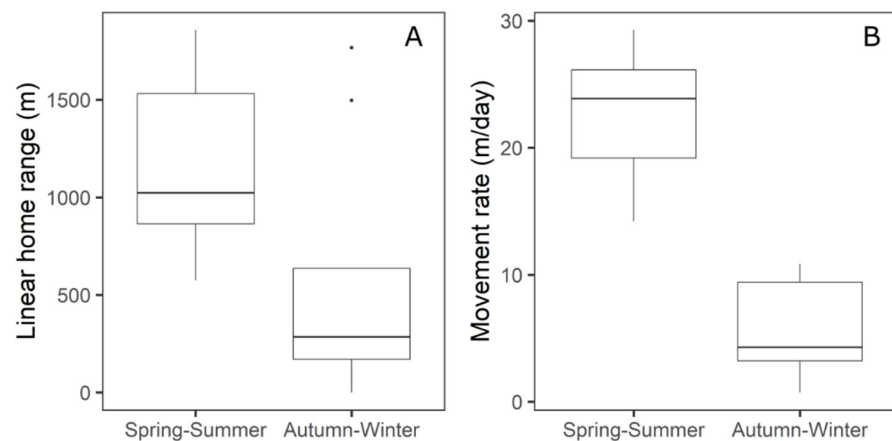 A
Linear home range (m)
1500
1000
500
0
Spring-Summer Autumn-Winter
B
Movement rate (m/day)
30
20
10
0
Spring-Summer Autumn-Winter